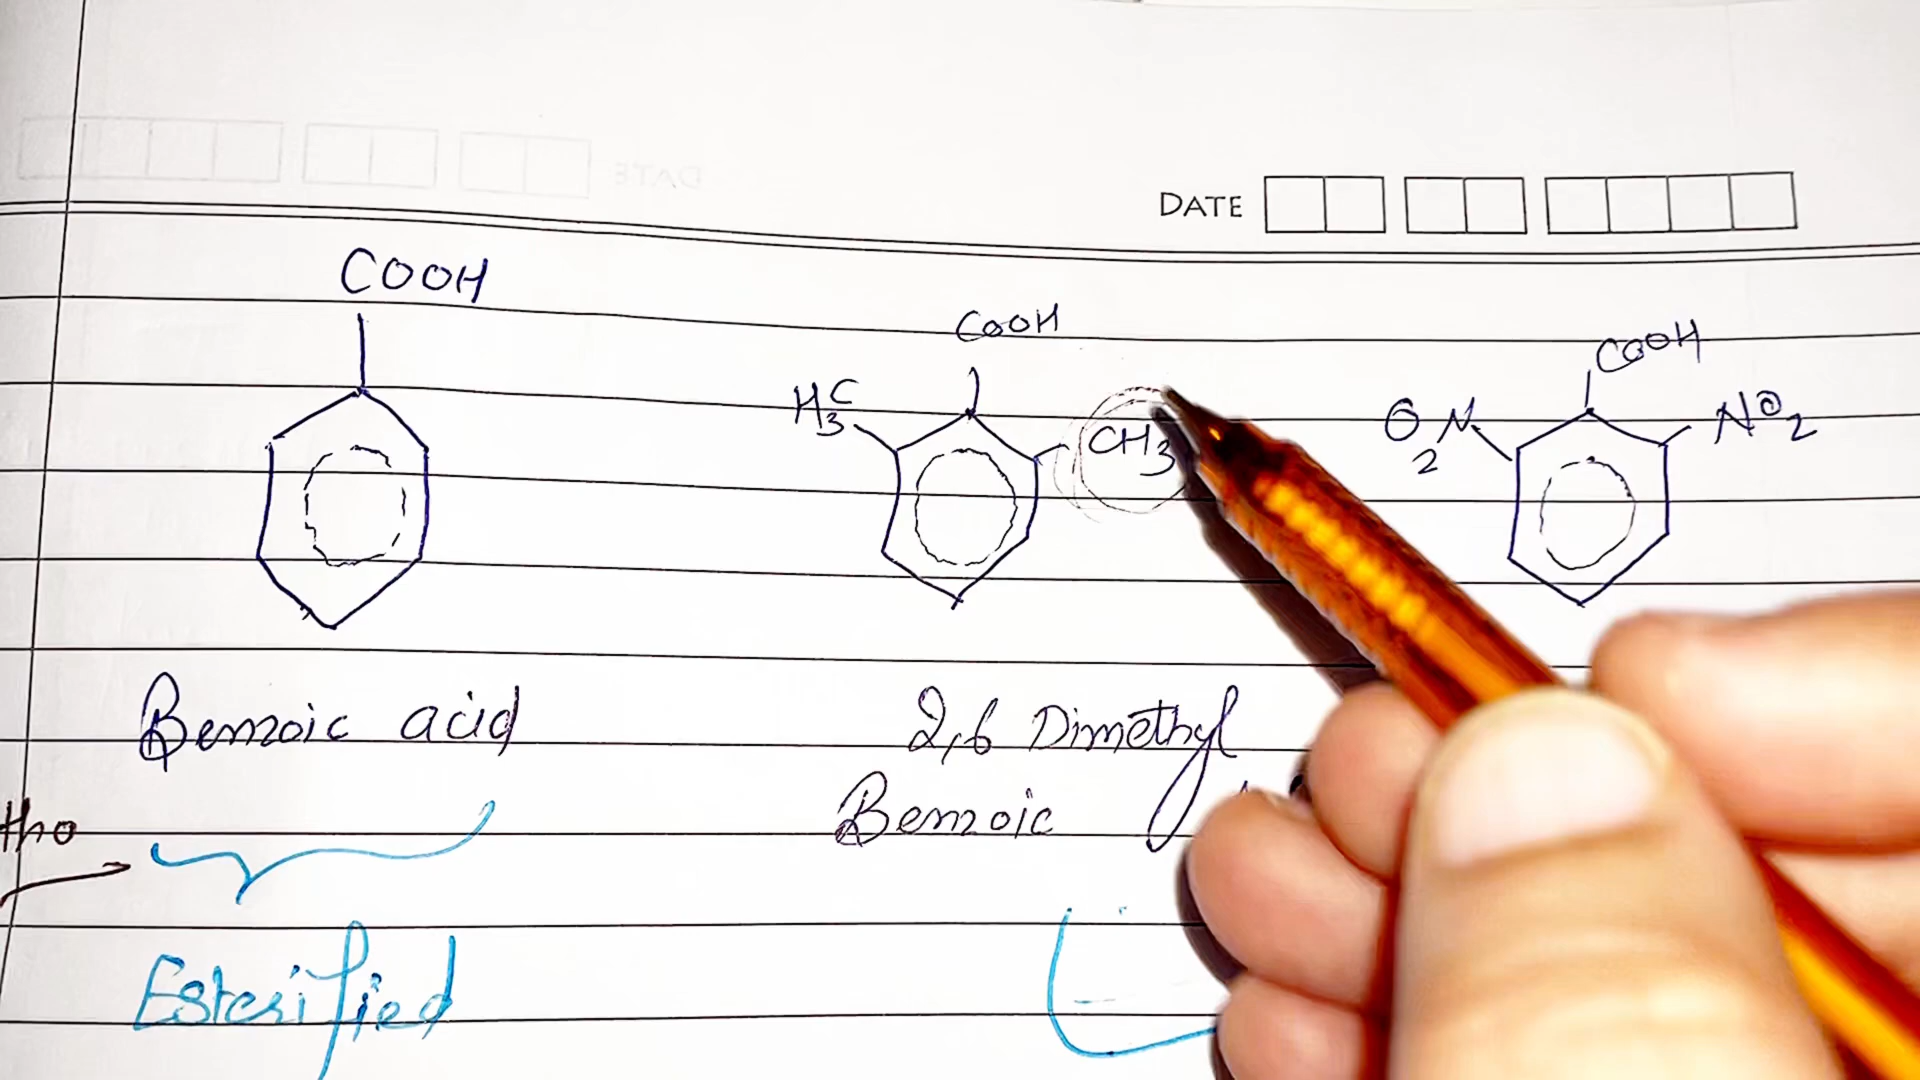 DATE
COOH
COOH
COOH
H3C
CH3
O2N
NO2
Benzoic acid
2,6 Dimethyl
Benzoic
tho
Esterified